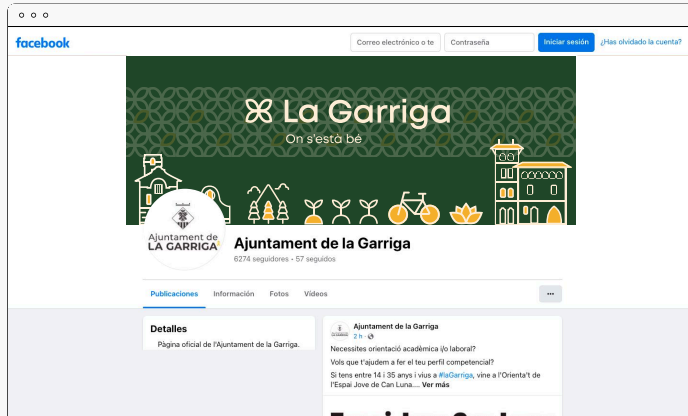 facebook
Correo electrónico o te
Contraseña
Iniciar sesión
¿Has olvidado la cuenta?
La Garriga
On s'està bé
Ajuntament de
LA GARRIGA
Ajuntament de la Garriga
6274 seguidores • 57 seguidos
Publicaciones
Información
Fotos
Vídeos
Detalles
Pàgina oficial de l'Ajuntament de la Garriga.
Ajuntament de la Garriga
2 h ·
Necessites orientació acadèmica i/o laboral?
Vols que t'ajudem a fer el teu perfil competencial?
Si tens entre 14 i 35 anys i vius a #laGarriga, vine a l'Orienta't de
l'Espai Jove de Can Luna.... Ver más